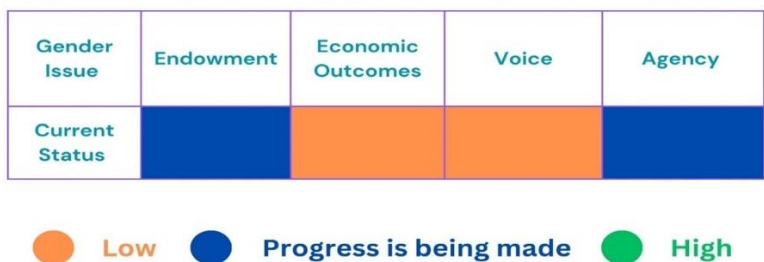 Gender
Issue
Endowment
Economic
Outcomes
Voice
Agency
Current
Status
Low
Progress is being made
High